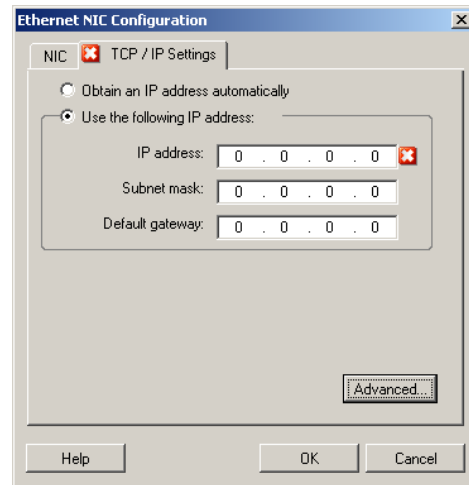 Ethernet NIC Configuration
NIC
TCP / IP Settings
Obtain an IP address automatically
Use the following IP address:
IP address: 0 . 0 . 0 . 0
Subnet mask: 0 . 0 . 0 . 0
Default gateway: 0 . 0 . 0 . 0
Advanced...
Help OK Cancel